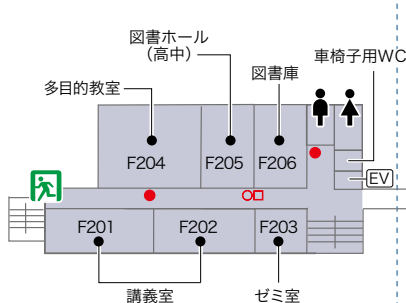 図書ホール
（高中）
車椅子用WC
図書庫
多目的教室
F204
F205
F206
EV
F201
F202
F203
講義室
ゼミ室